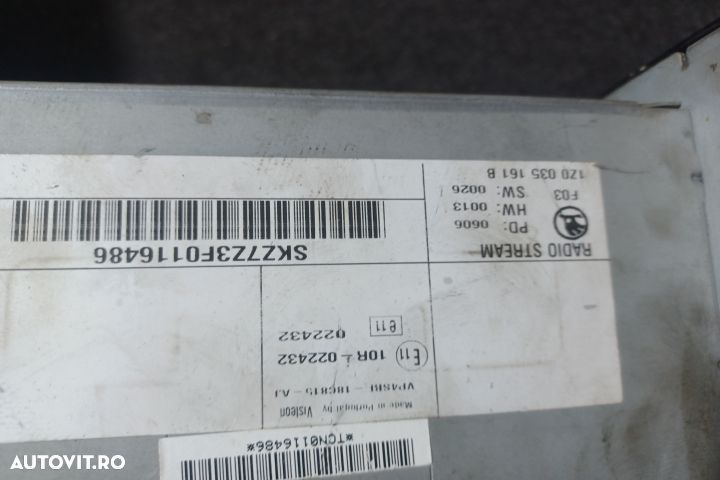 RADIO STREAM
PD: 0606
HW: 0013
SW: 0026
F03
1Z0 035 161 B
SKZ7Z3F0116486
Made in Portugal by Visteon
18C815-AJ
E11 10R-022432
e11 022432
*TCN0116486*
AUTOVIT.RO